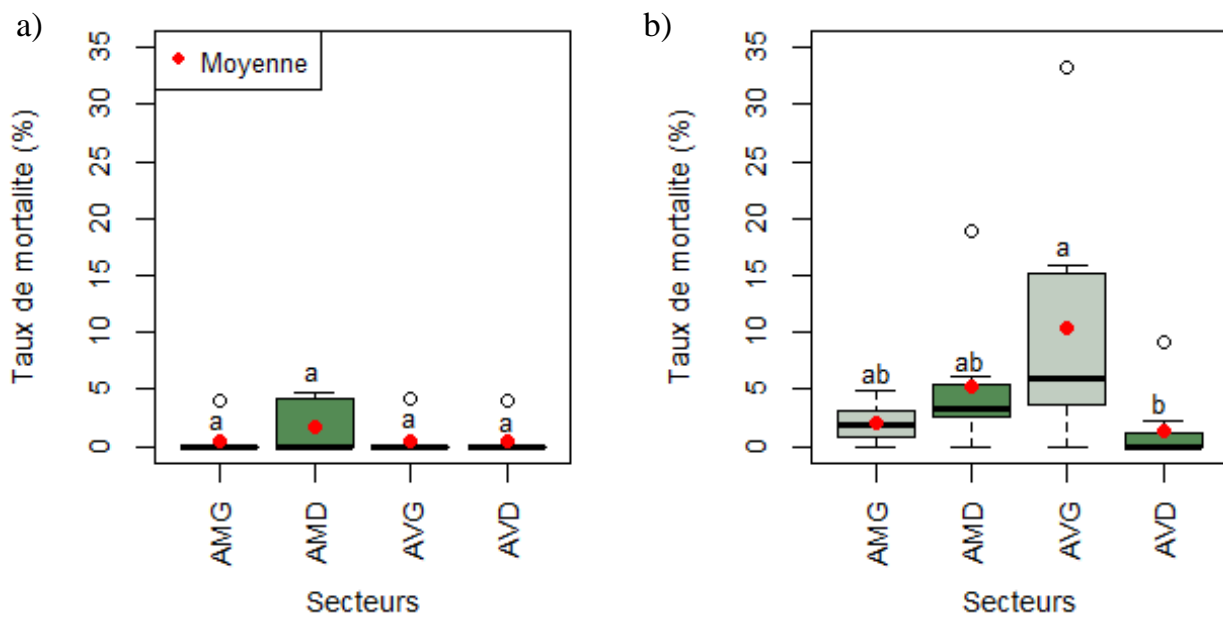 a)
Taux de mortalite (%)
35
30
25
20
15
10
5
0
Moyenne
a
a
a
a
AMG
AMD
AVG
AVD
Secteurs
b)
Taux de mortalite (%)
35
30
25
20
15
10
5
0
ab
ab
a
b
AMG
AMD
AVG
AVD
Secteurs